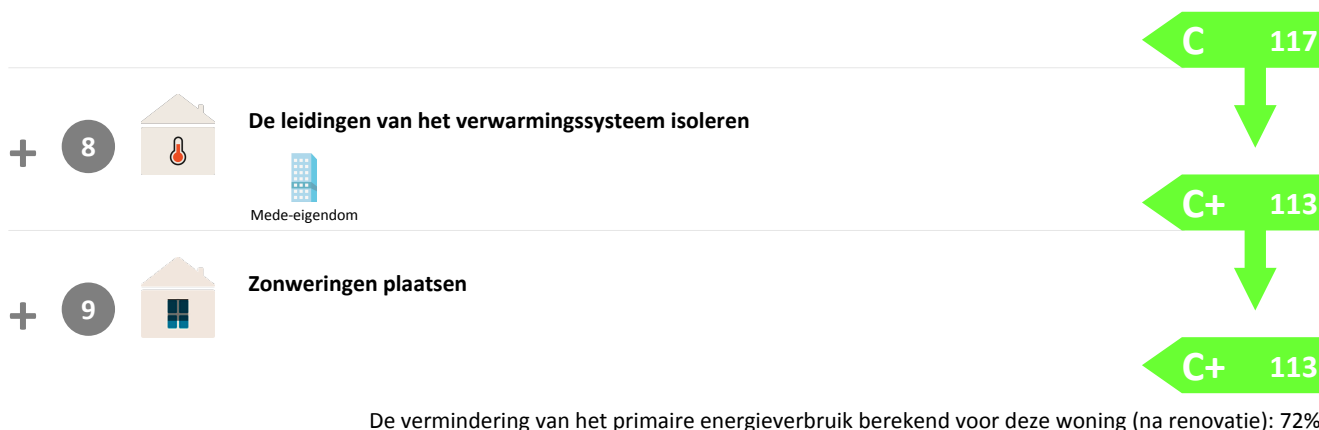 C 117
+ 8 De leidingen van het verwarmingssysteem isoleren
Mede-eigendom
C+ 113
+ 9 Zonweringen plaatsen
C+ 113
De vermindering van het primaire energieverbruik berekend voor deze woning (na renovatie): 72%